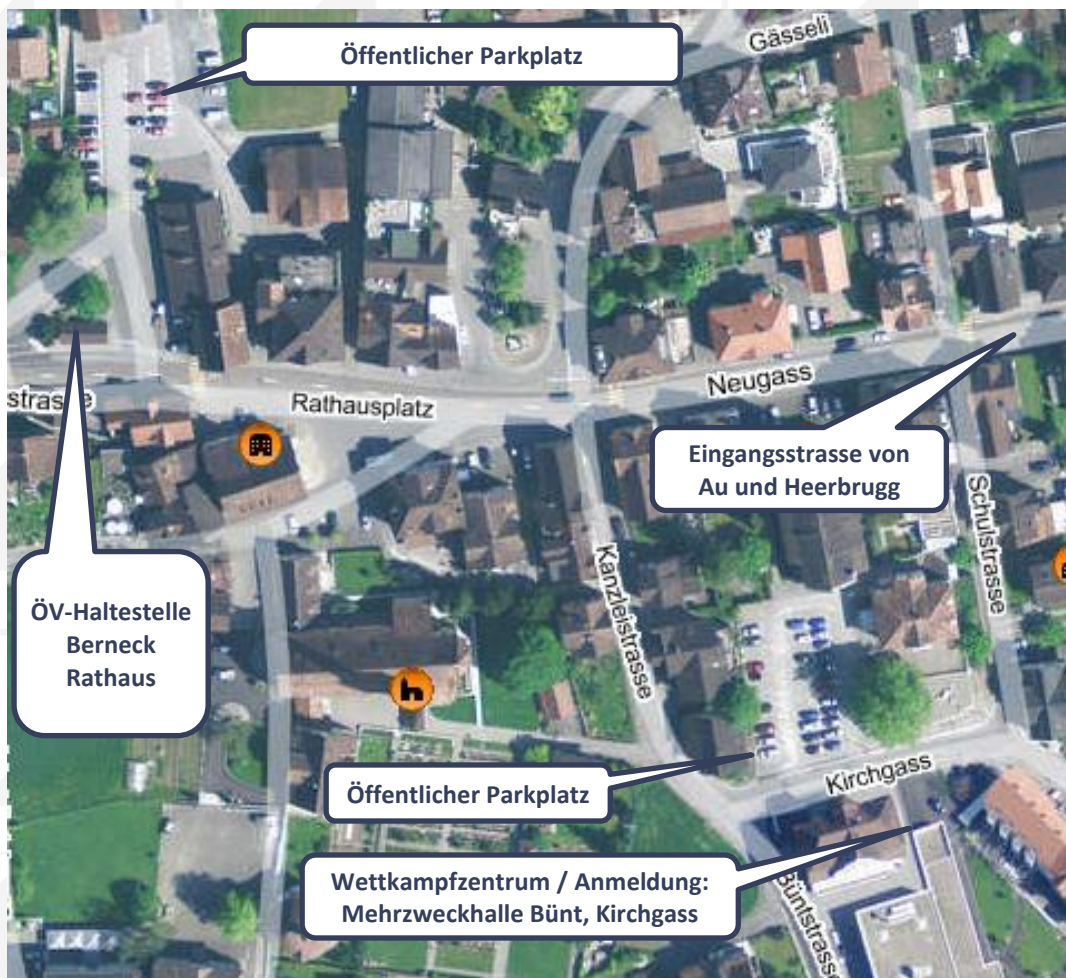 Öffentlicher Parkplatz
Gässeli
strasse
Rathausplatz
Neugass
Eingangsstrasse von
Au und Heerbrugg
Schulstrasse
ÖV-Haltestelle
Berneck
Rathaus
Kanzleistrasse
Öffentlicher Parkplatz
Kirchgass
Wettkampfzentrum / Anmeldung:
Mehrzweckhalle Bünt, Kirchgass
Büntstrasse